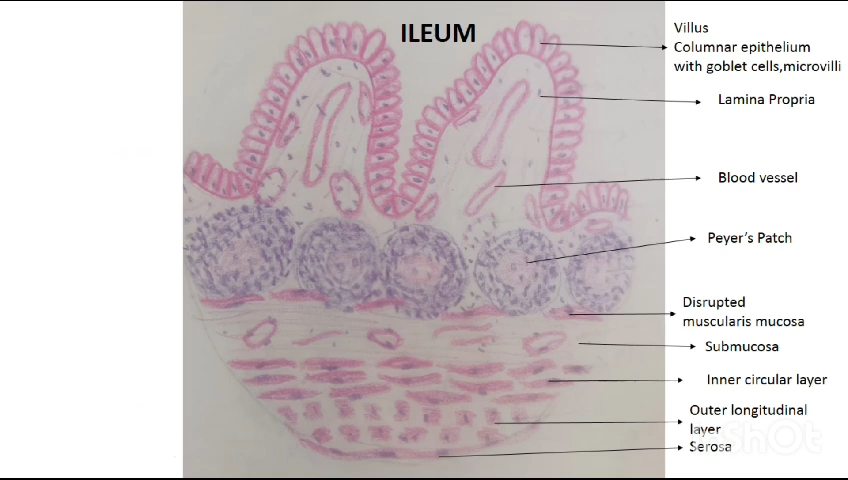 ILEUM
Villus
Columnar epithelium
with goblet cells,microvilli
Lamina Propria
Blood vessel
Peyer's Patch
Disrupted
muscularis mucosa
Submucosa
Inner circular layer
Outer longitudinal
layer
Serosa